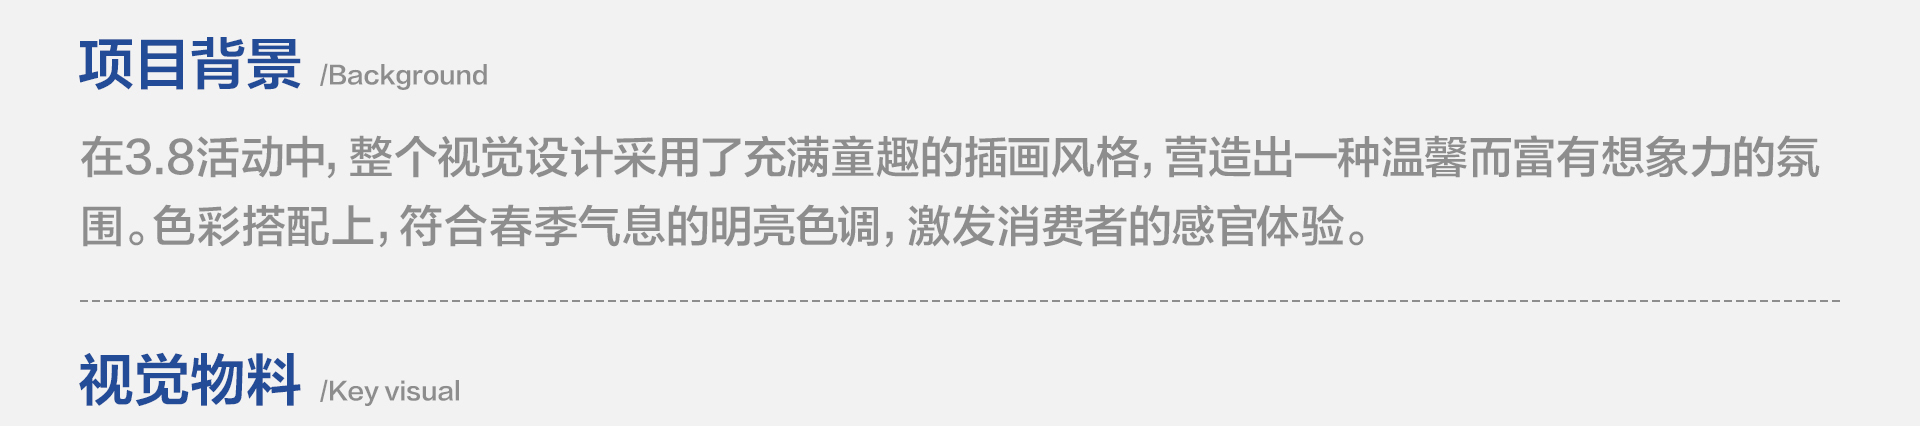 项目背景 /Background
在3.8活动中，整个视觉设计采用了充满童趣的插画风格，营造出一种温馨而富有想象力的氛
围。色彩搭配上，符合春季气息的明亮色调，激发消费者的感官体验。
视觉物料 /Key visual